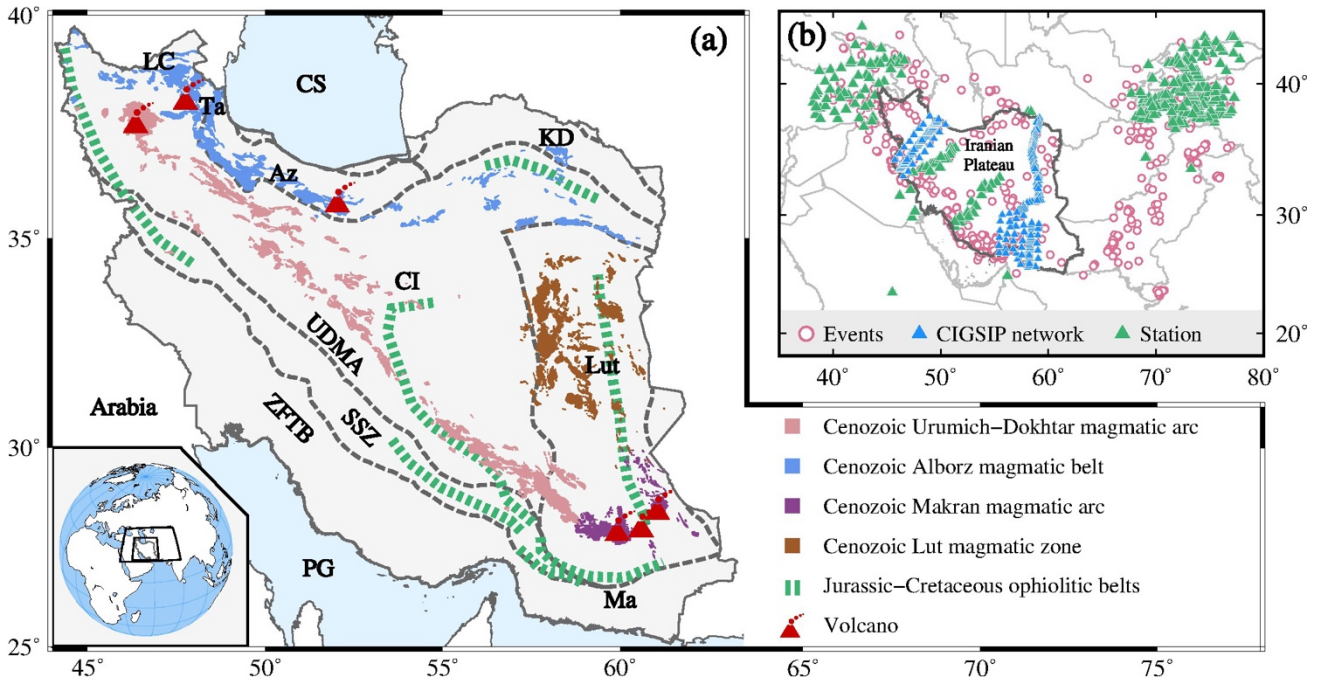 (a)
40°
35°
30°
25°
45°
50°
55°
60°
65°
70°
75°
LC
Ta
CS
KD
Az
CI
UDMA
Lut
Arabia
ZFTB
SSZ
PG
Ma
(b)
Iranian
Plateau
40°
30°
20°
Events
CIGSIP network
Station
40°
50°
60°
70°
80°
Cenozoic Urumich–Dokhtar magmatic arc
Cenozoic Alborz magmatic belt
Cenozoic Makran magmatic arc
Cenozoic Lut magmatic zone
Jurassic–Cretaceous ophiolitic belts
Volcano